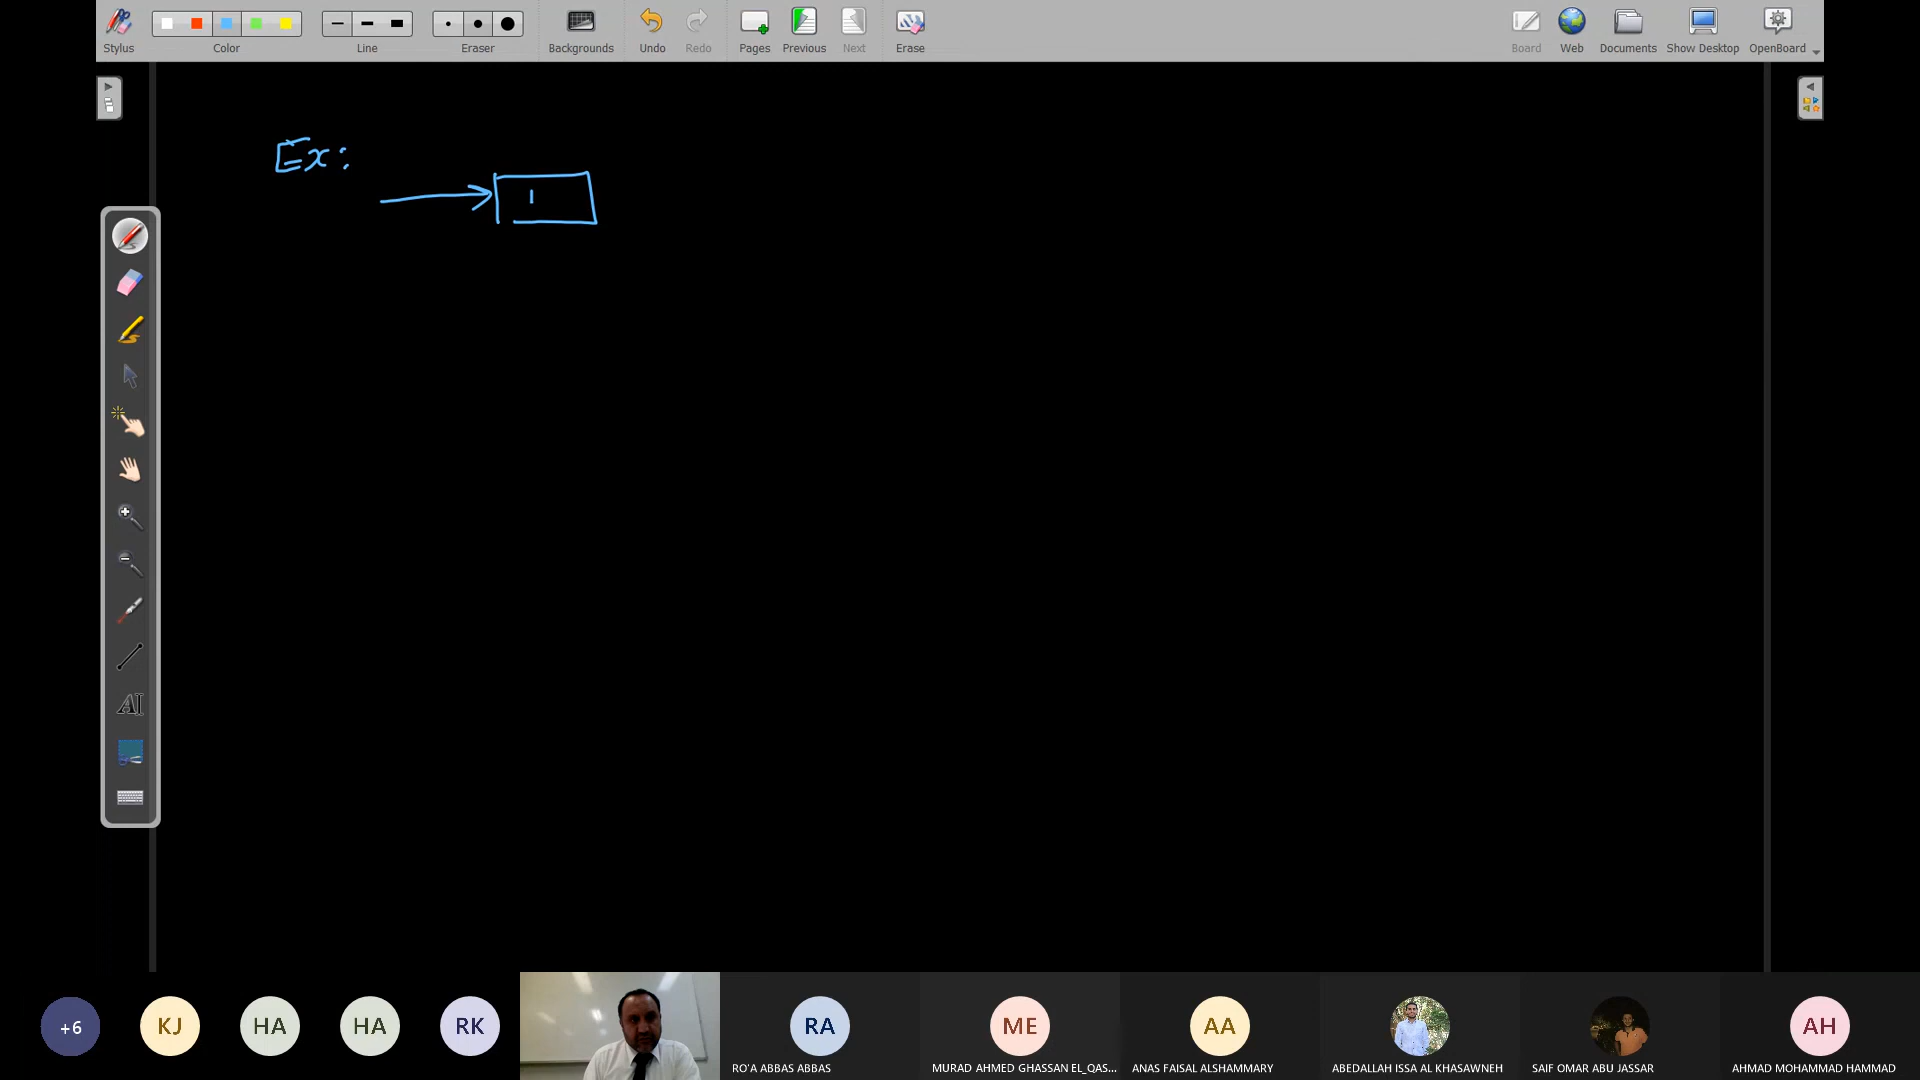 Stylus Color Line Eraser Backgrounds Undo Redo Pages Previous Next Erase Board Web Documents Show Desktop OpenBoard
Ex:
1
AI
+6 KJ HA HA RK RA ME AA AH
RO'A ABBAS ABBAS MURAD AHMED GHASSAN EL_QAS... ANAS FAISAL ALSHAMMARY ABEDALLAH ISSA AL KHASAWNEH SAIF OMAR ABU JASSAR AHMAD MOHAMMAD HAMMAD